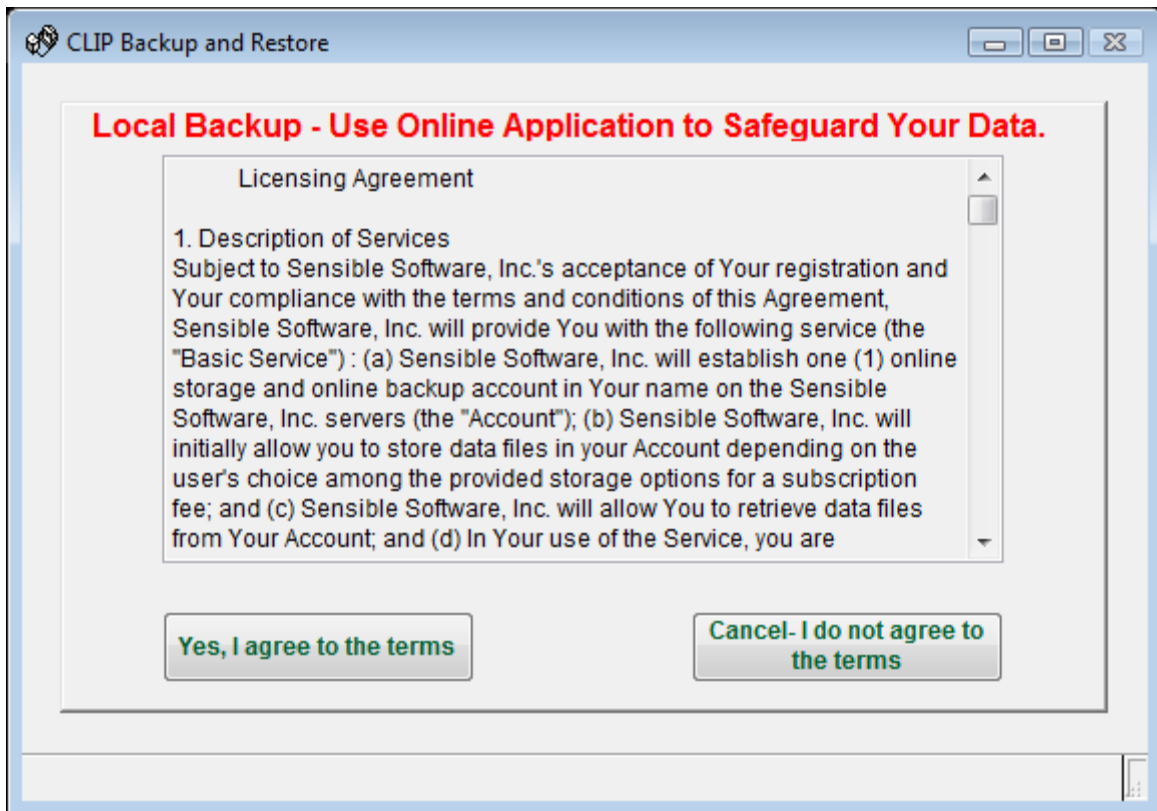 CLIP Backup and Restore
Local Backup - Use Online Application to Safeguard Your Data.
Licensing Agreement
1. Description of Services
Subject to Sensible Software, Inc.'s acceptance of Your registration and
Your compliance with the terms and conditions of this Agreement,
Sensible Software, Inc. will provide You with the following service (the
"Basic Service") : (a) Sensible Software, Inc. will establish one (1) online
storage and online backup account in Your name on the Sensible
Software, Inc. servers (the "Account"); (b) Sensible Software, Inc. will
initially allow you to store data files in your Account depending on the
user's choice among the provided storage options for a subscription
fee; and (c) Sensible Software, Inc. will allow You to retrieve data files
from Your Account; and (d) In Your use of the Service, you are
Yes, I agree to the terms
Cancel- I do not agree to
the terms